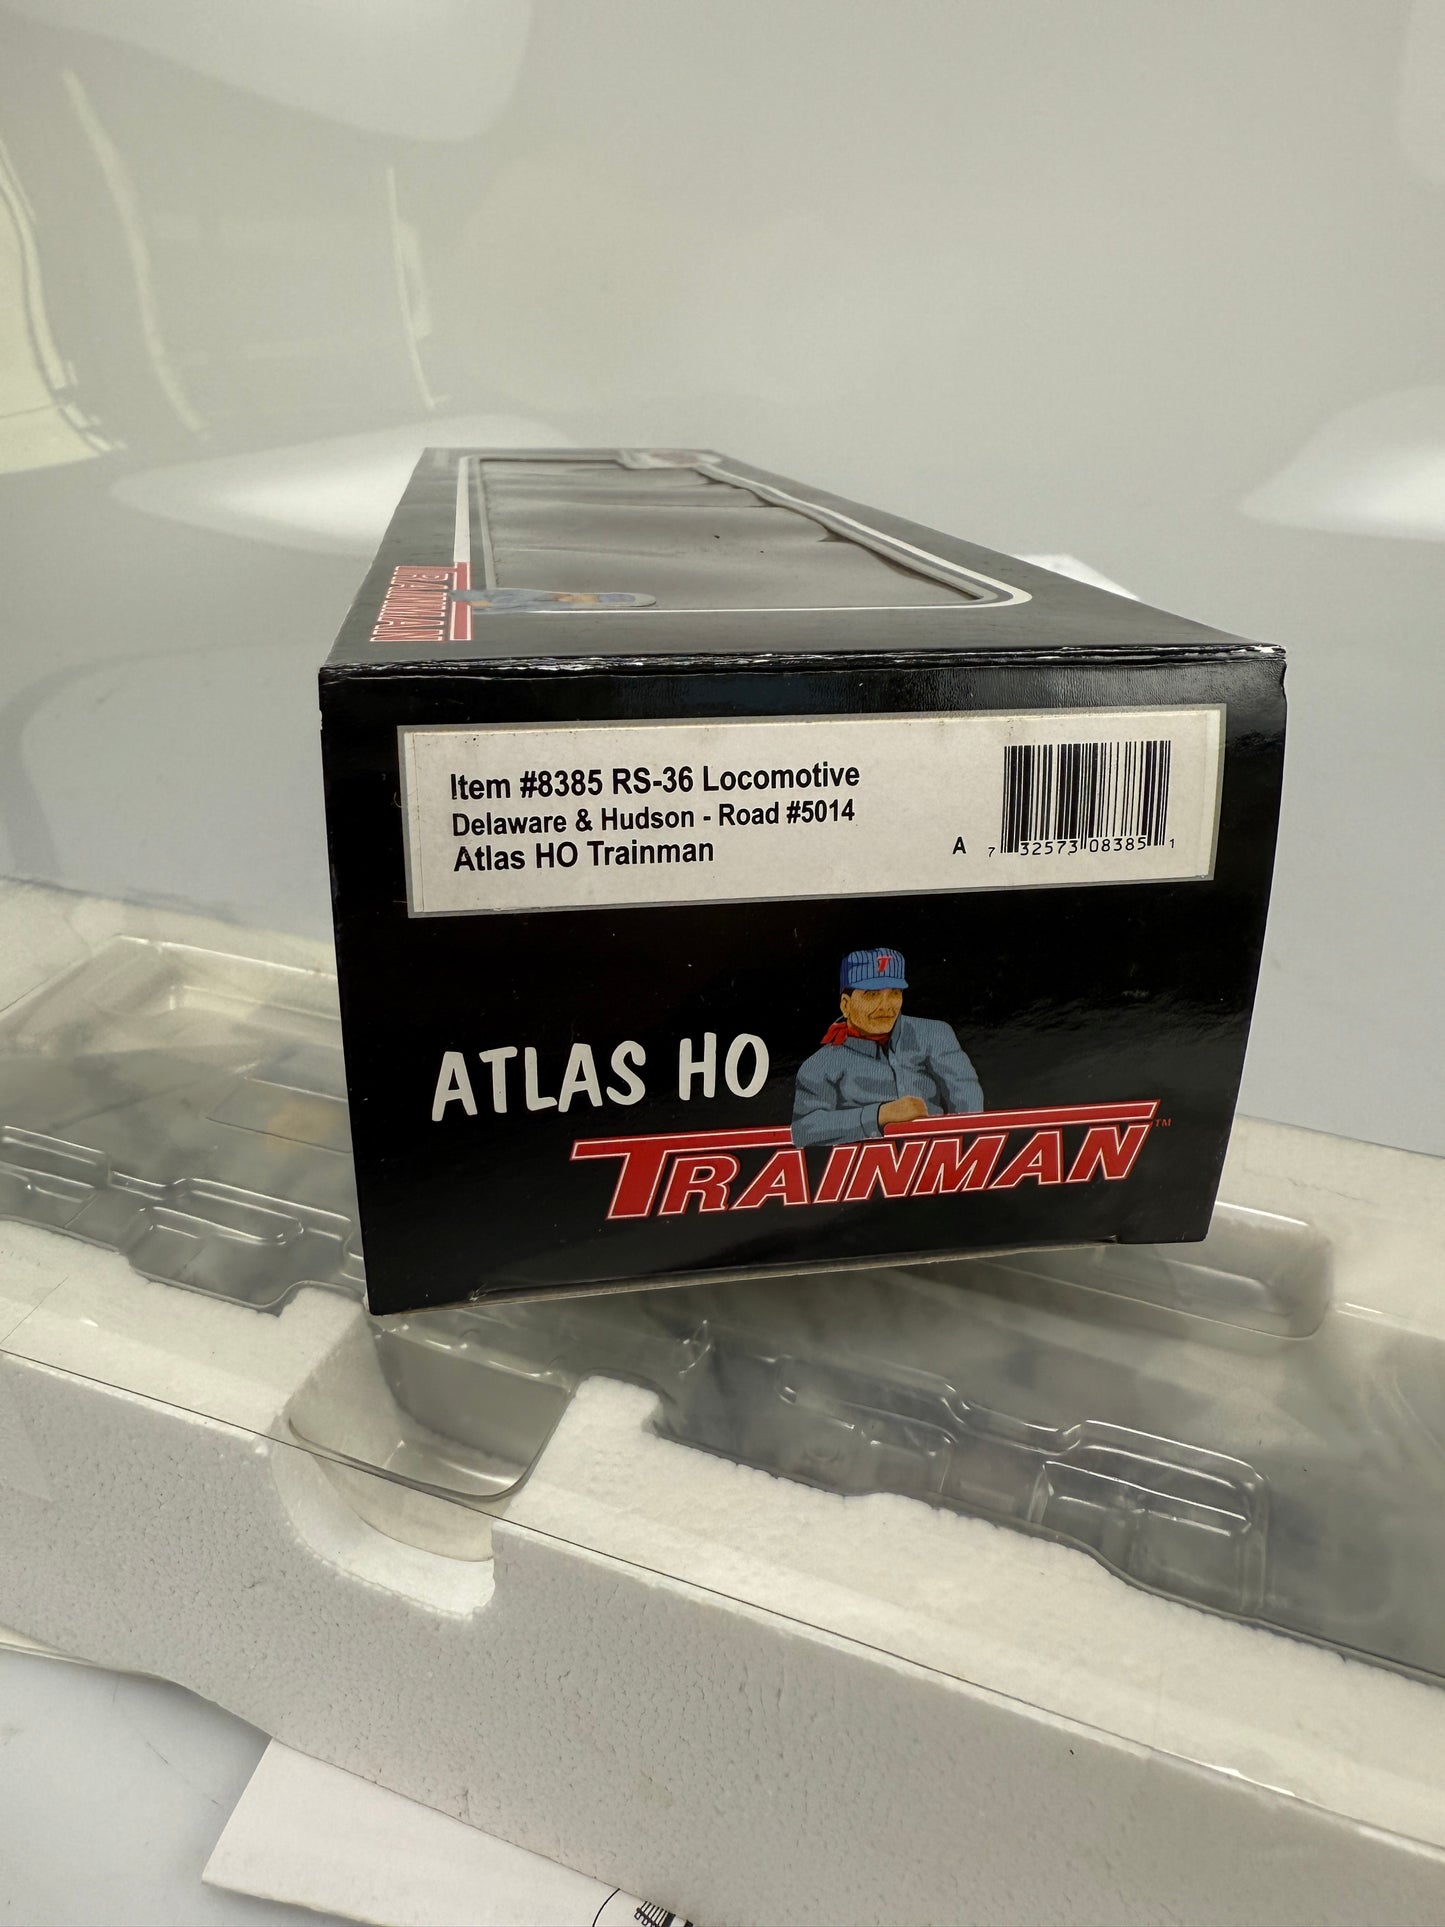 TRAINMAN
Item #8385 RS-36 Locomotive
Delaware & Hudson - Road #5014
Atlas HO Trainman
A 7 32573 08385 1
T
ATLAS HO
TRAINMAN™